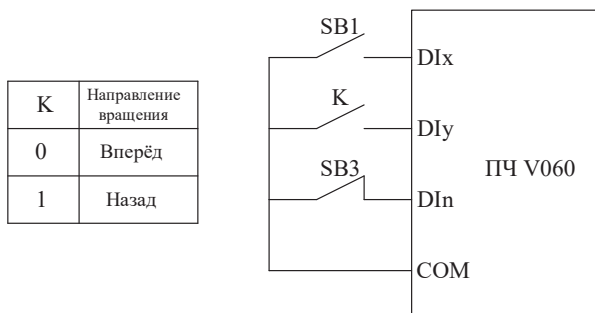 K
Направление
вращения
0
Вперёд
1
Назад
SB1
DIx
K
DIy
SB3
DIn
COM
ПЧ V060